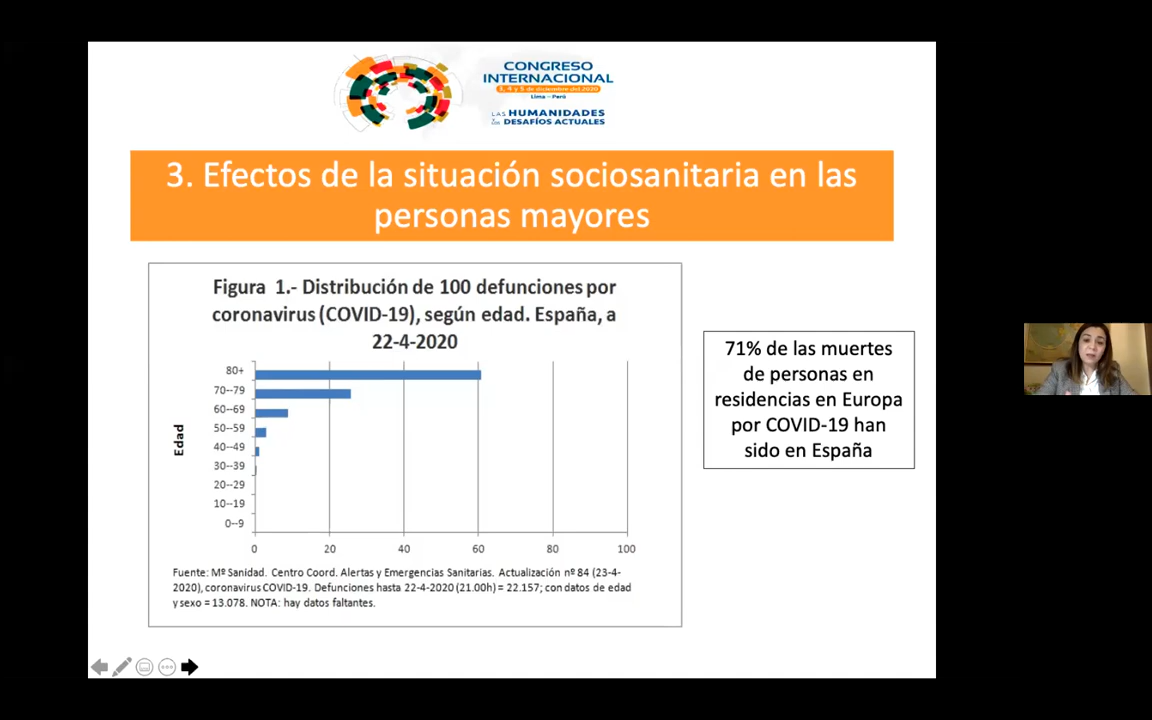 CONGRESO
INTERNACIONAL
3, 4 y 5 de diciembre del 2020
Lima – Perú
LAS HUMANIDADES
Y LOS DESAFÍOS ACTUALES
3. Efectos de la situación sociosanitaria en las
personas mayores
Figura 1.- Distribución de 100 defunciones por
coronavirus (COVID-19), según edad. España, a
22-4-2020
Edad
80+
70--79
60--69
50--59
40--49
30--39
20--29
10--19
0--9
0 20 40 60 80 100
Fuente: Mº Sanidad. Centro Coord. Alertas y Emergencias Sanitarias. Actualización nº 84 (23-4-
2020), coronavirus COVID-19. Defunciones hasta 22-4-2020 (21.00h) = 22.157; con datos de edad
y sexo = 13.078. NOTA: hay datos faltantes.
71% de las muertes
de personas en
residencias en Europa
por COVID-19 han
sido en España